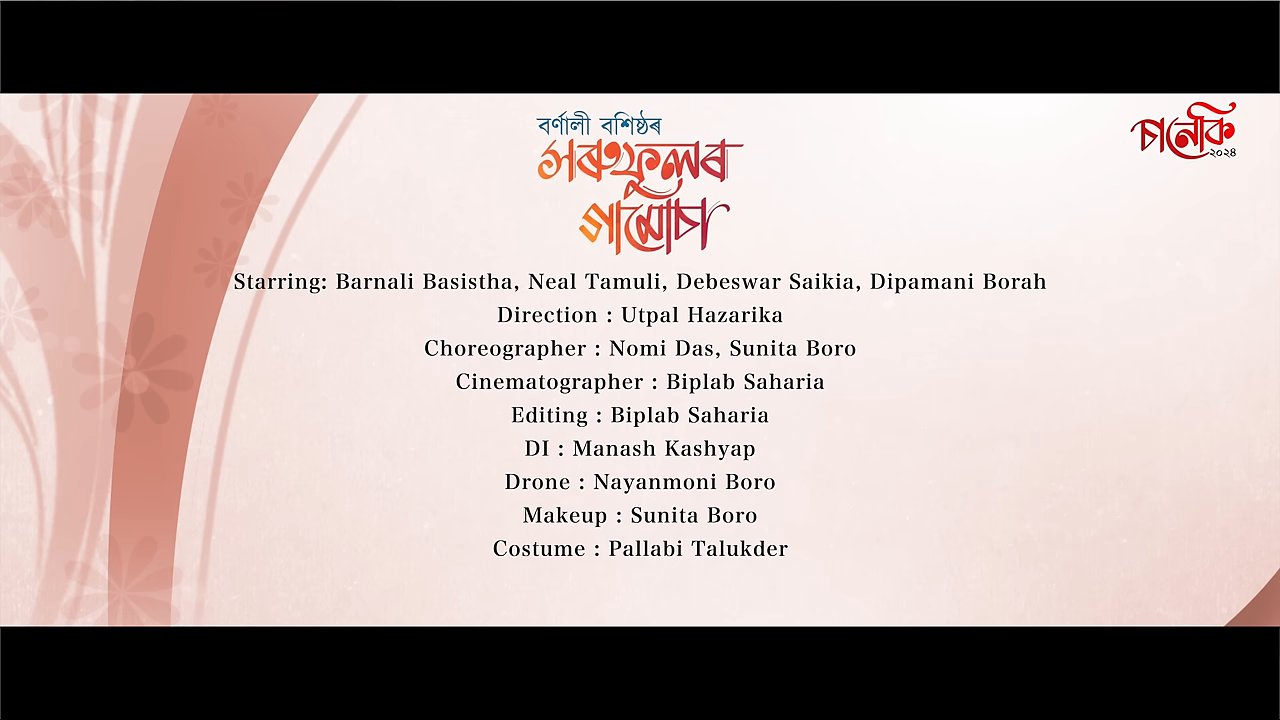 বৰ্ণালী বশিষ্ঠৰ
সৰুফুলৰ
গামোচা
চানেকি
২০২৪
Starring: Barnali Basistha, Neal Tamuli, Debeswar Saikia, Dipamani Borah
Direction : Utpal Hazarika
Choreographer : Nomi Das, Sunita Boro
Cinematographer : Biplab Saharia
Editing : Biplab Saharia
DI : Manash Kashyap
Drone : Nayanmoni Boro
Makeup : Sunita Boro
Costume : Pallabi Talukder